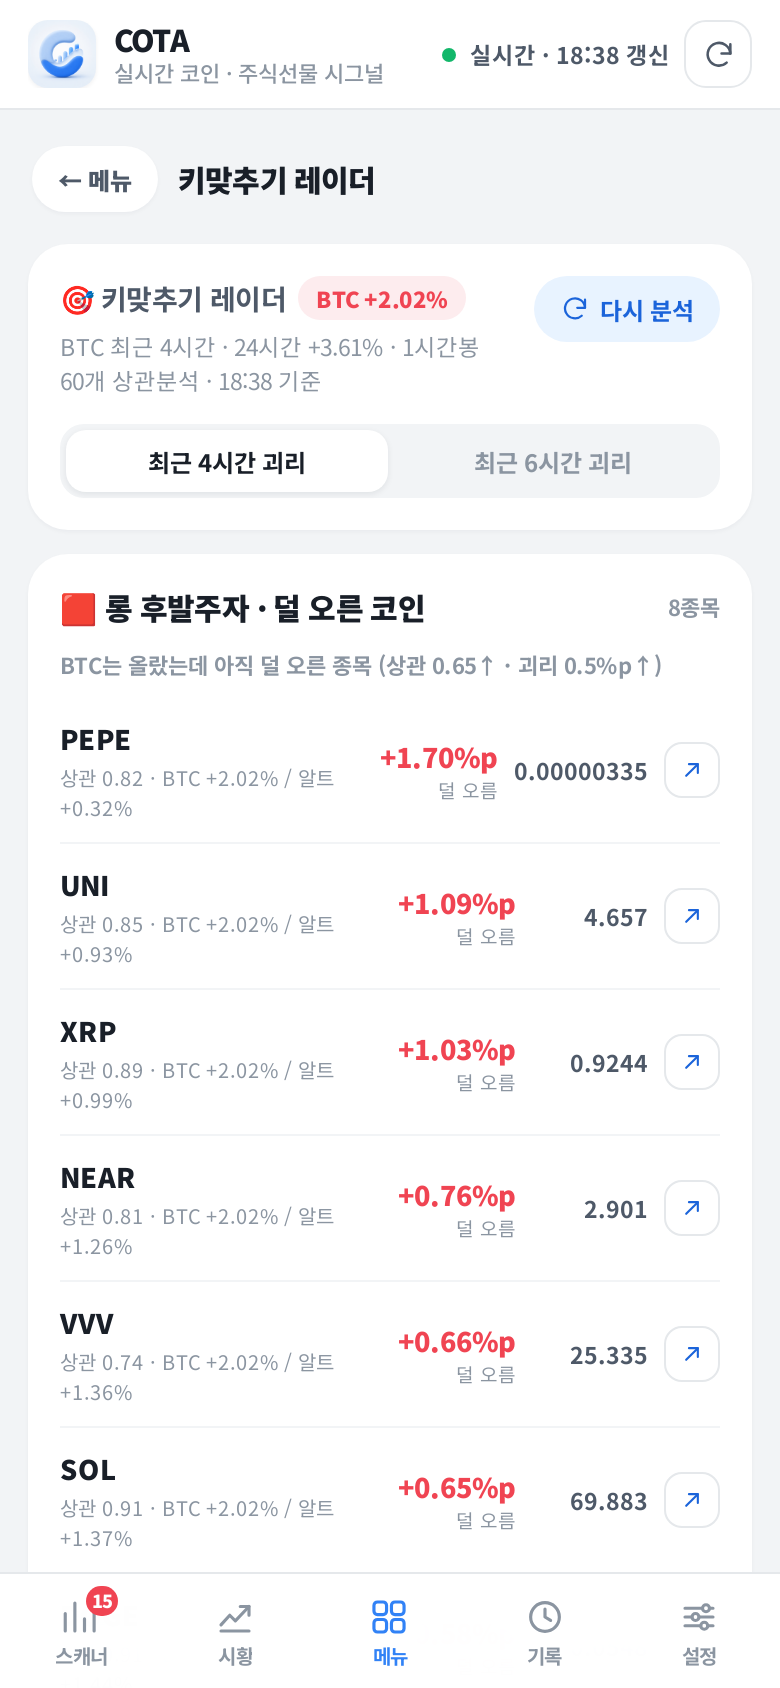 COTA
실시간 코인 · 주식선물 시그널
실시간 · 18:38 갱신
← 메뉴
키맞추기 레이더
키맞추기 레이더
BTC +2.02%
다시 분석
BTC 최근 4시간 · 24시간 +3.61% · 1시간봉
60개 상관분석 · 18:38 기준
최근 4시간 괴리
최근 6시간 괴리
롱 후발주자 · 덜 오른 코인
8종목
BTC는 올랐는데 아직 덜 오른 종목 (상관 0.65↑ · 괴리 0.5%p↑)
PEPE
상관 0.82 · BTC +2.02% / 알트
+0.32%
+1.70%p
덜 오름
0.00000335
UNI
상관 0.85 · BTC +2.02% / 알트
+0.93%
+1.09%p
덜 오름
4.657
XRP
상관 0.89 · BTC +2.02% / 알트
+0.99%
+1.03%p
덜 오름
0.9244
NEAR
상관 0.81 · BTC +2.02% / 알트
+1.26%
+0.76%p
덜 오름
2.901
VVV
상관 0.74 · BTC +2.02% / 알트
+1.36%
+0.66%p
덜 오름
25.335
SOL
상관 0.91 · BTC +2.02% / 알트
+1.37%
+0.65%p
덜 오름
69.883
15
스캐너
시황
메뉴
기록
설정